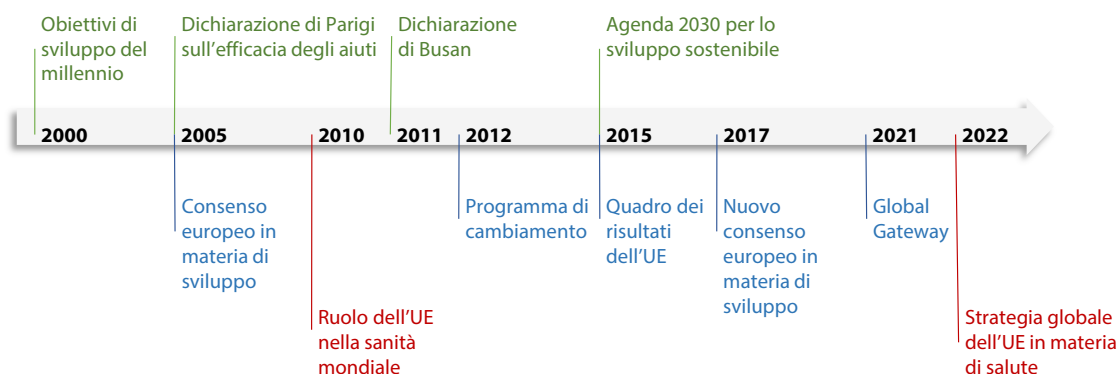 Obiettivi di
sviluppo del
millennio
Dichiarazione di Parigi
sull'efficacia degli aiuti
Dichiarazione
di Busan
Agenda 2030 per lo
sviluppo sostenibile
2000
2005
2010
2011
2012
2015
2017
2021
2022
Consenso
europeo in
materia di
sviluppo
Programma di
cambiamento
Quadro dei
risultati
dell'UE
Nuovo
consenso
europeo in
materia di
sviluppo
Global
Gateway
Ruolo dell'UE
nella sanità
mondiale
Strategia globale
dell'UE in materia
di salute